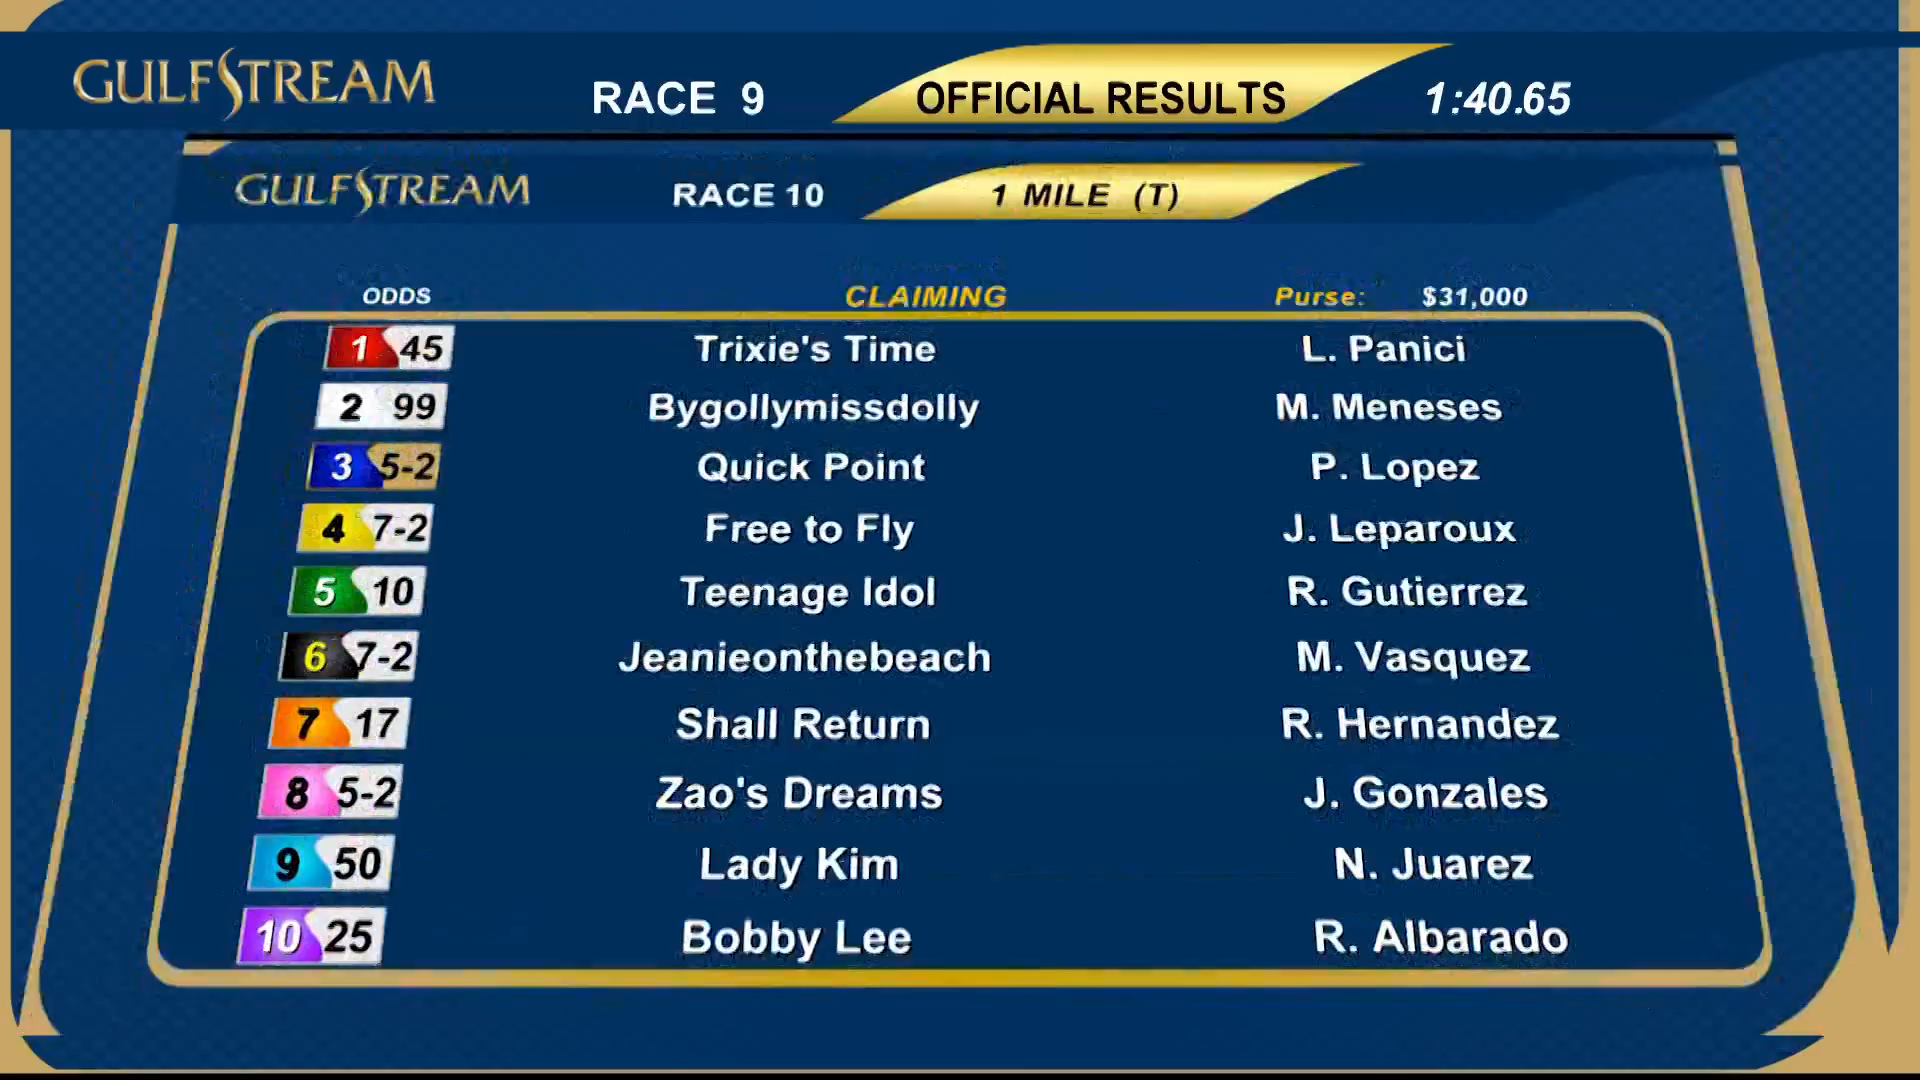 GULFSTREAM RACE 9 OFFICIAL RESULTS 1:40.65
GULFSTREAM RACE 10 1 MILE (T)
ODDS CLAIMING Purse: $31,000
1 45 Trixie's Time L. Panici
2 99 Bygollymissdolly M. Meneses
3 5-2 Quick Point P. Lopez
4 7-2 Free to Fly J. Leparoux
5 10 Teenage Idol R. Gutierrez
6 7-2 Jeanieonthebeach M. Vasquez
7 17 Shall Return R. Hernandez
8 5-2 Zao's Dreams J. Gonzales
9 50 Lady Kim N. Juarez
10 25 Bobby Lee R. Albarado